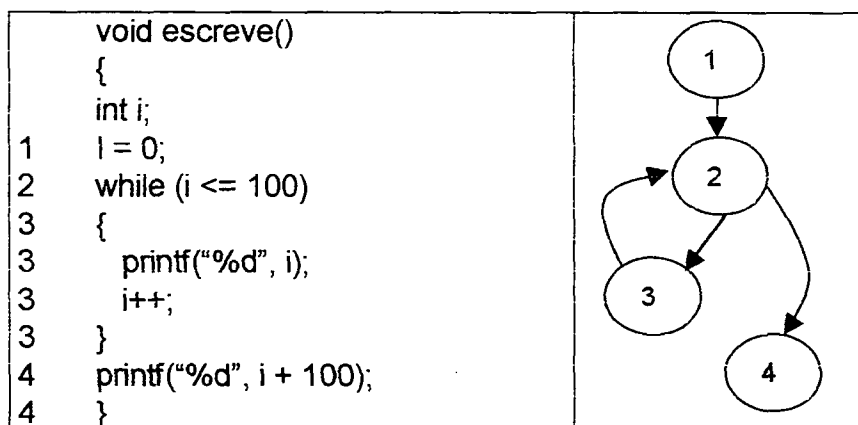 void escreve()
{
int i;
1 I = 0;
2 while (i <= 100)
3 {
3 printf(“%d”, i);
3 i++;
3 }
4 printf(“%d”, i + 100);
4 }
1
2
3
4